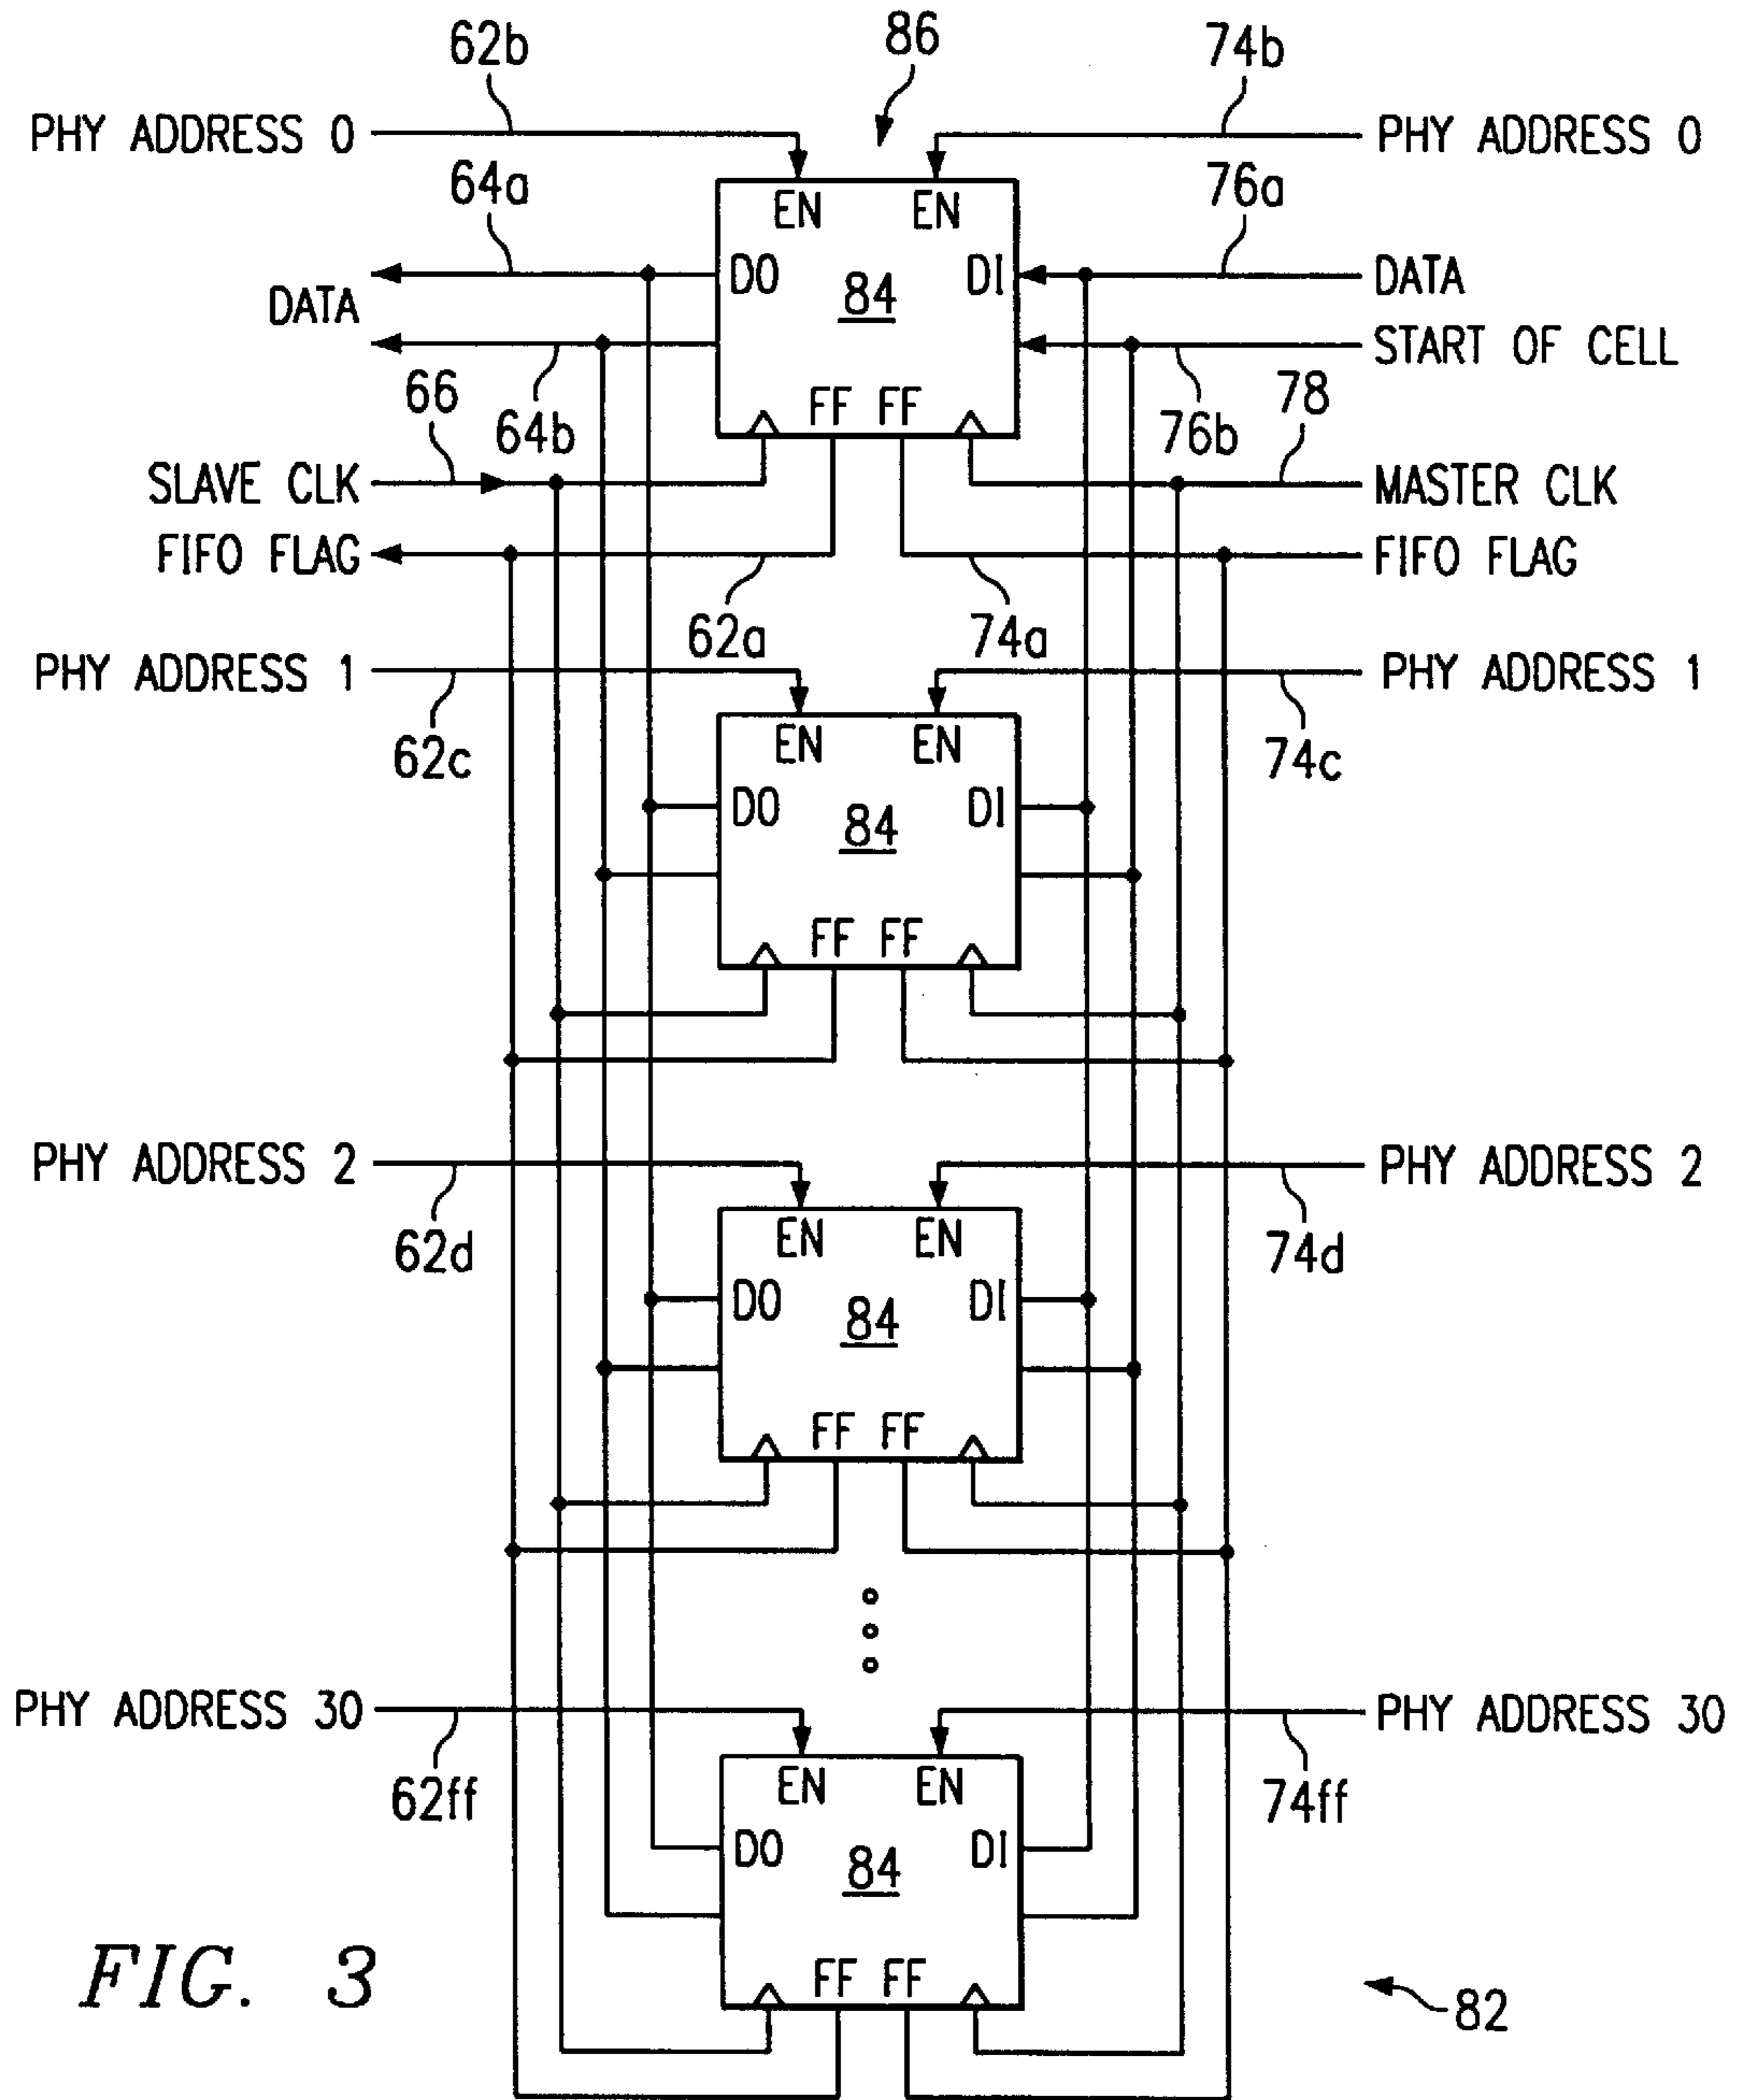 62b 86 74b
PHY ADDRESS 0 PHY ADDRESS 0
64a 76a
EN EN
DO 84 DI
DATA DATA
START OF CELL
66 64b FF FF 76b 78
SLAVE CLK MASTER CLK
FIFO FLAG FIFO FLAG
62a 74a
PHY ADDRESS 1 PHY ADDRESS 1
62c EN EN 74c
DO 84 DI
FF FF
PHY ADDRESS 2 PHY ADDRESS 2
62d EN EN 74d
DO 84 DI
FF FF
PHY ADDRESS 30 PHY ADDRESS 30
62ff EN EN 74ff
DO 84 DI
FF FF
FIG. 3
82